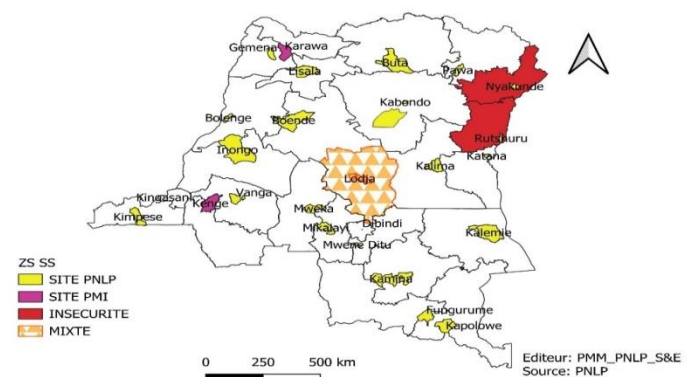 Gemena Karawa
Lisala
Buta
Pawa
Nyakunde
Kabondo
Bolenge
Boende
Rutshuru
Inongo
Katana
Kalima
Lodja
Kingasani
Vanga
Kenge
Kimpese
Mweka
Dibindi
Mikalayi
Kalemie
Mwene Ditu
Kamina
Fungurume
Kapolowe
ZS SS
SITE PNLP
SITE PMI
INSECURITE
MIXTE
0 250 500 km
Editeur: PMM_PNLP_S&E
Source: PNLP